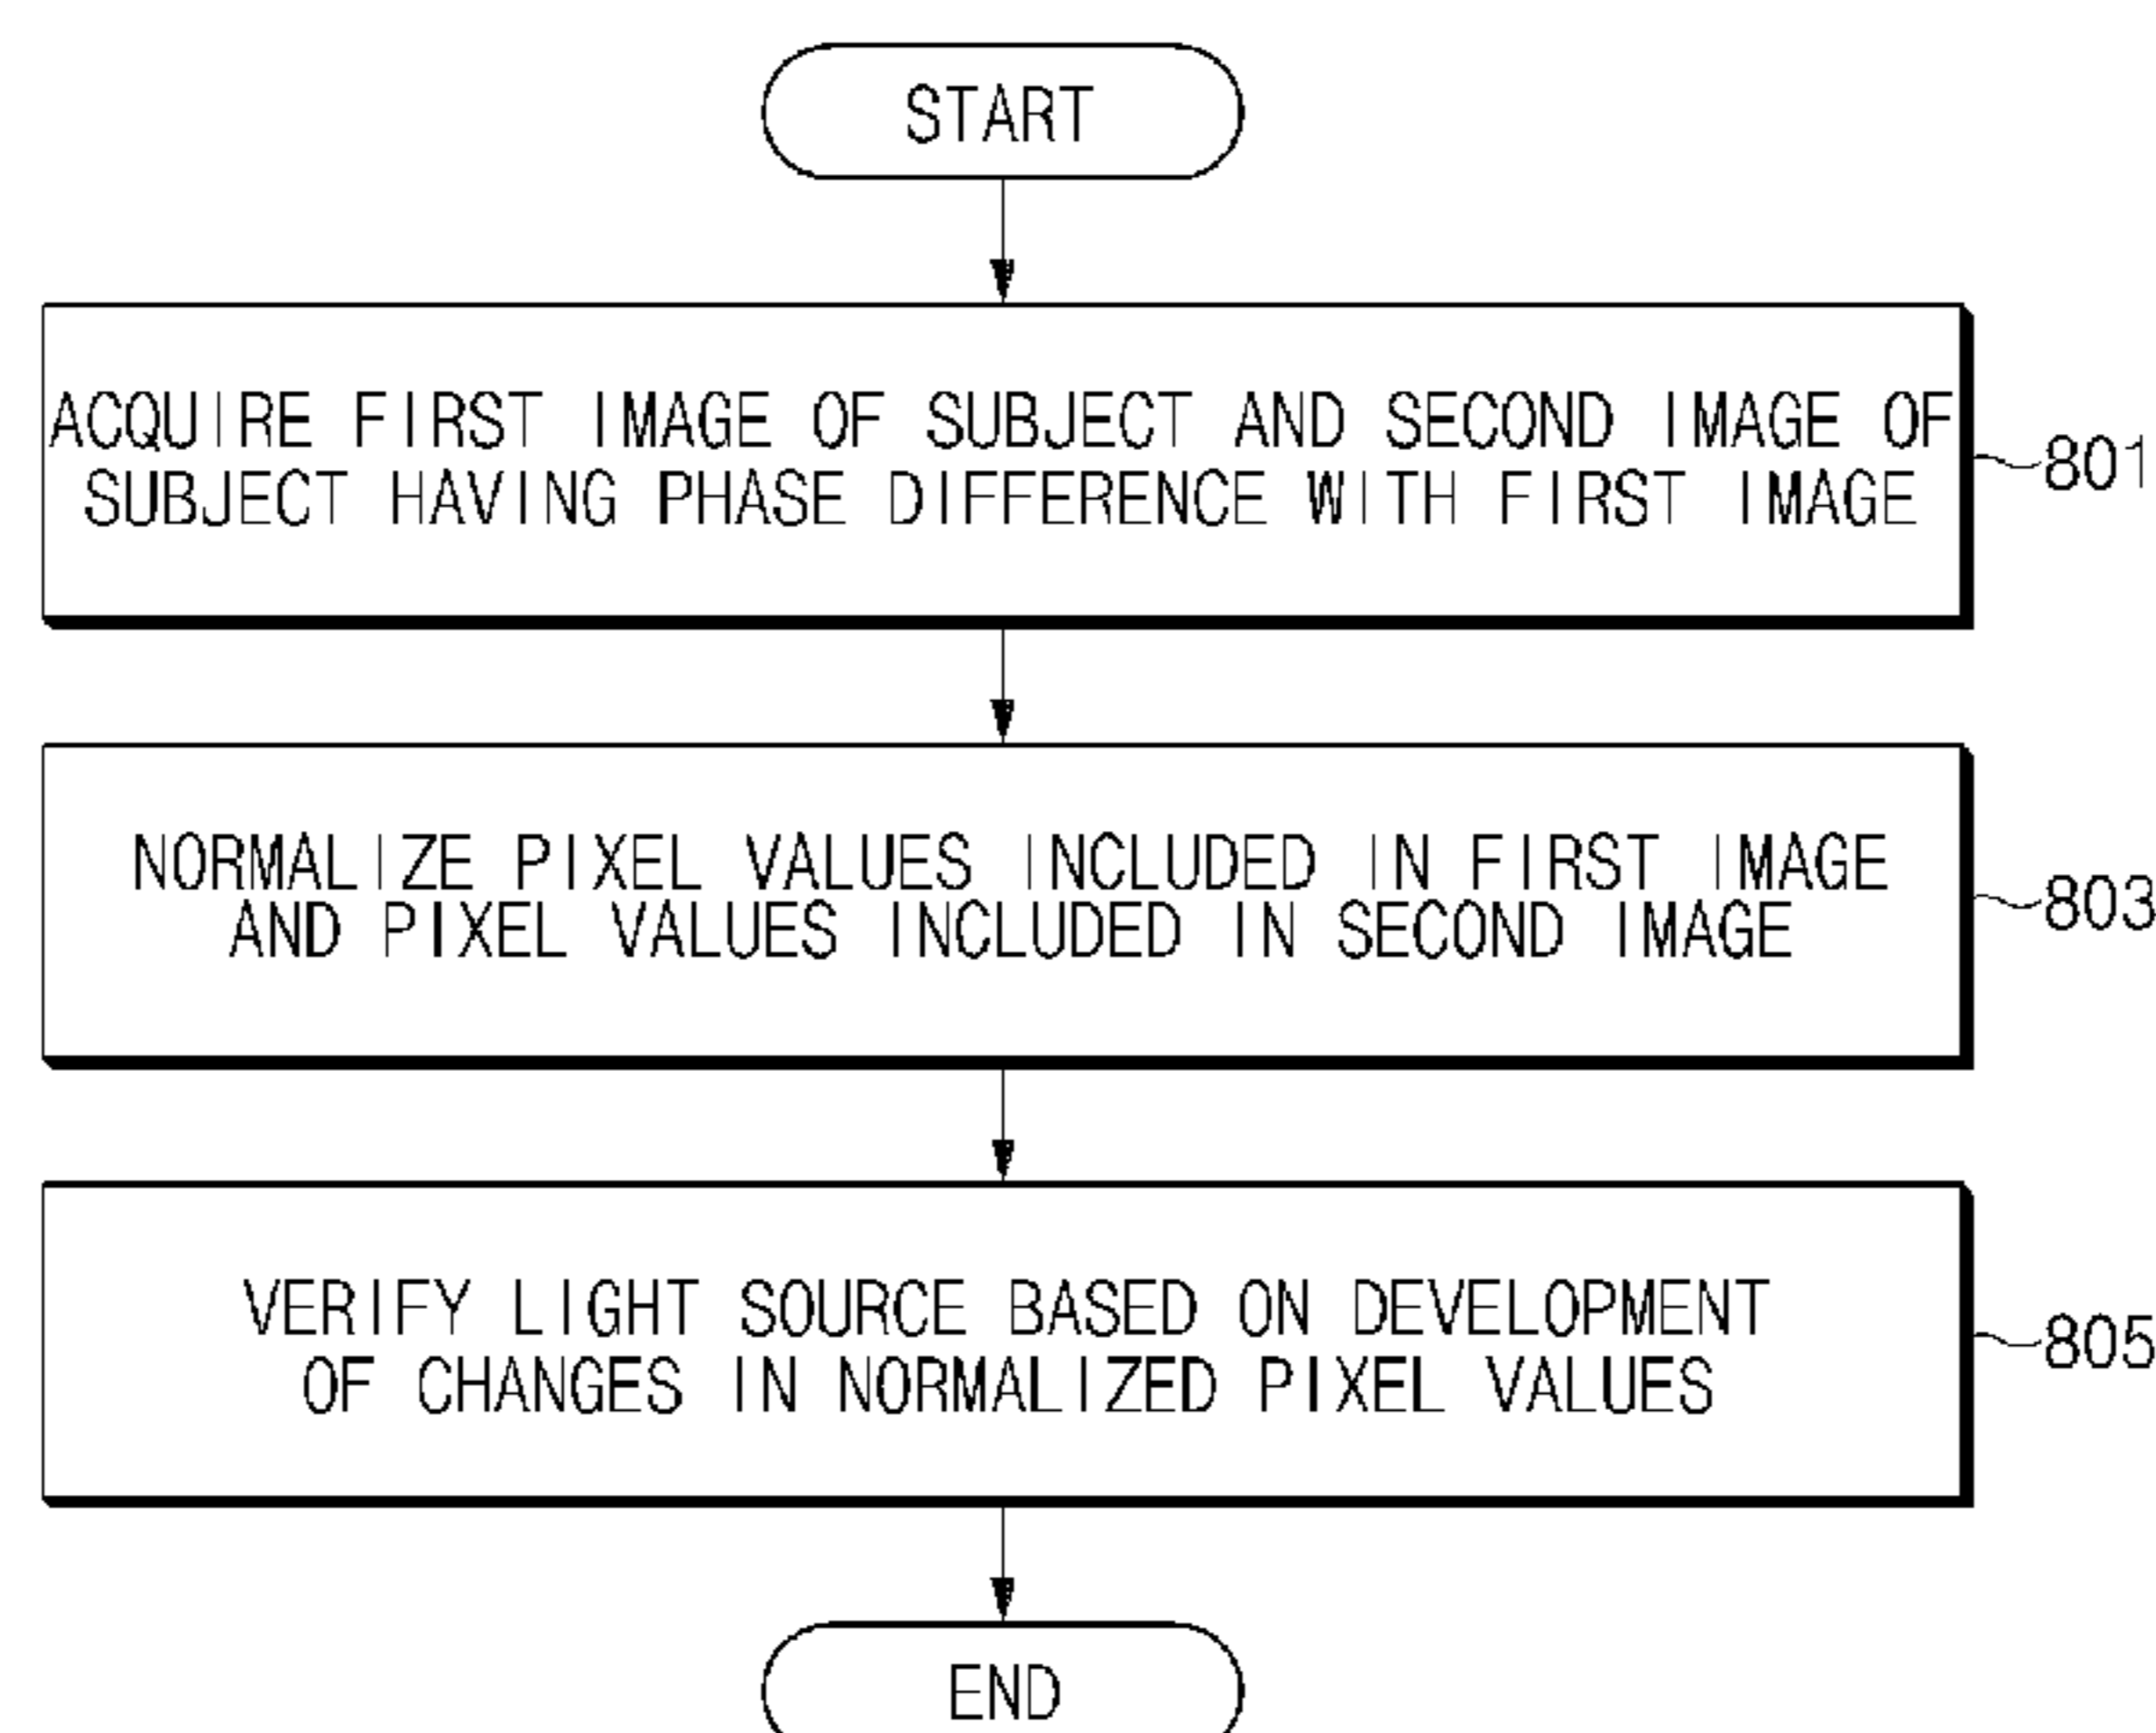 START
ACQUIRE FIRST IMAGE OF SUBJECT AND SECOND IMAGE OF
SUBJECT HAVING PHASE DIFFERENCE WITH FIRST IMAGE
801
NORMALIZE PIXEL VALUES INCLUDED IN FIRST IMAGE
AND PIXEL VALUES INCLUDED IN SECOND IMAGE
803
VERIFY LIGHT SOURCE BASED ON DEVELOPMENT
OF CHANGES IN NORMALIZED PIXEL VALUES
805
END